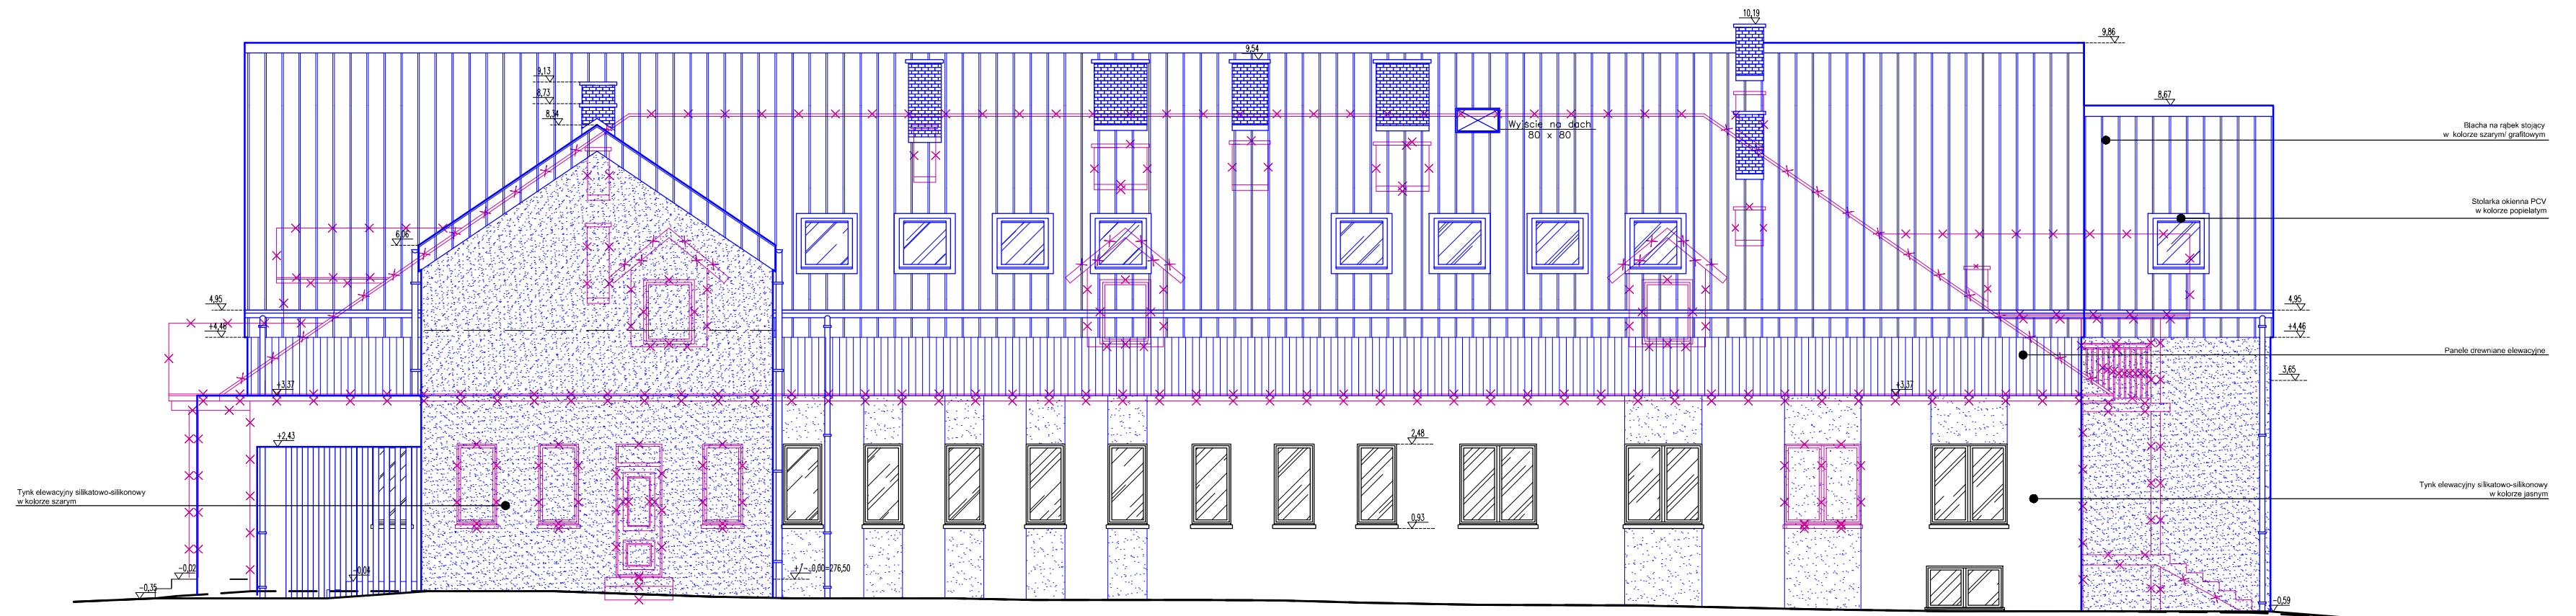 10,19
9,86
9,54
9,13
8,73
8,34
8,67
Wyjscie na dach
80 x 80
Blacha na rąbek stojący
w kolorze szarym/ grafitowym
Stolarka okienna PCV
w kolorze popielatym
6,06
4,95
4,95
+4,46
+4,46
Panele drewniane elewacyjne
3,65
+3,37
+3,37
+2,43
2,48
Tynk elewacyjny silikatowo-silikonowy
w kolorze szarym
Tynk elewacyjny silikatowo-silikonowy
w kolorze jasnym
0,93
-0,02
-0,04
+/- 0,00=276,50
-0,35
-0,59